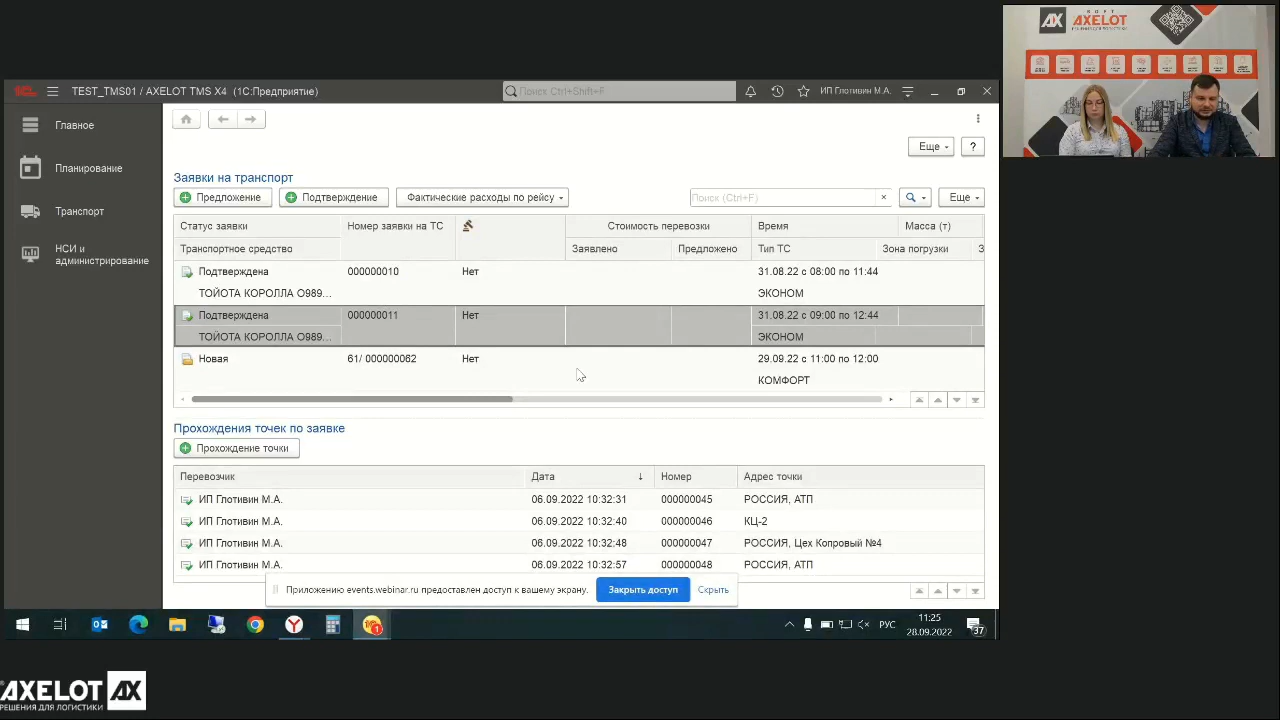 СОФТ
AX AXELOT
РЕШЕНИЯ ДЛЯ ЛОГИСТИКИ
TEST_TMS01 / AXELOT TMS X4 (1С:Предприятие)
Поиск Ctrl+Shift+F
ИП Глотивин М.А.
Главное
Планирование
Транспорт
НСИ и
администрирование
Еще
?
Заявки на транспорт
Предложение
Подтверждение
Фактические расходы по рейсу
Поиск (Ctrl+F)
×
Еще
Статус заявки
Номер заявки на ТС
Стоимость перевозки
Время
Масса (т)
Транспортное средство
Заявлено
Предложено
Тип ТС
Зона погрузки
З
Подтверждена
000000010
Нет
31.08.22 с 08:00 по 11:44
ТОЙОТА КОРОЛЛА О989...
ЭКОНОМ
Подтверждена
000000011
Нет
31.08.22 с 09:00 по 12:44
ТОЙОТА КОРОЛЛА О989...
ЭКОНОМ
Новая
61/ 000000062
Нет
29.09.22 с 11:00 по 12:00
КОМФОРТ
Прохождения точек по заявке
Прохождение точки
Перевозчик
Дата ↓
Номер
Адрес точки
ИП Глотивин М.А.
06.09.2022 10:32:31
000000045
РОССИЯ, АТП
ИП Глотивин М.А.
06.09.2022 10:32:40
000000046
КЦ-2
ИП Глотивин М.А.
06.09.2022 10:32:48
000000047
РОССИЯ, Цех Копровый №4
ИП Глотивин М.А.
06.09.2022 10:32:57
000000048
РОССИЯ, АТП
Приложению events.webinar.ru предоставлен доступ к вашему экрану.
Закрыть доступ
Скрыть
РУС
11:25
28.09.2022
37
AXELOT AX
РЕШЕНИЯ ДЛЯ ЛОГИСТИКИ